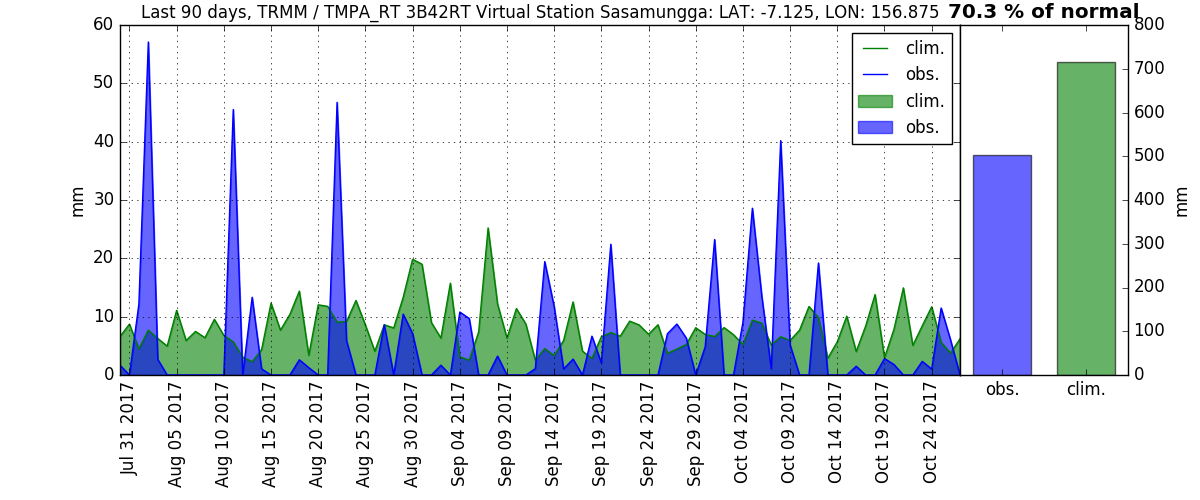 Last 90 days, TRMM / TMPA_RT 3B42RT Virtual Station Sasamungga: LAT: -7.125, LON: 156.875
70.3 % of normal
60
50
40
30
20
10
0
mm
clim.
obs.
clim.
obs.
Jul 31 2017
Aug 05 2017
Aug 10 2017
Aug 15 2017
Aug 20 2017
Aug 25 2017
Aug 30 2017
Sep 04 2017
Sep 09 2017
Sep 14 2017
Sep 19 2017
Sep 24 2017
Sep 29 2017
Oct 04 2017
Oct 09 2017
Oct 14 2017
Oct 19 2017
Oct 24 2017
obs.
clim.
800
700
600
500
400
300
200
100
0
mm